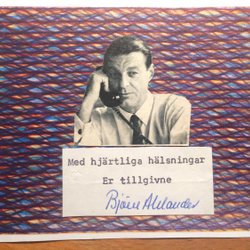 Med hjärtliga hälsningar
Er tillgivne
Björn Ahlander